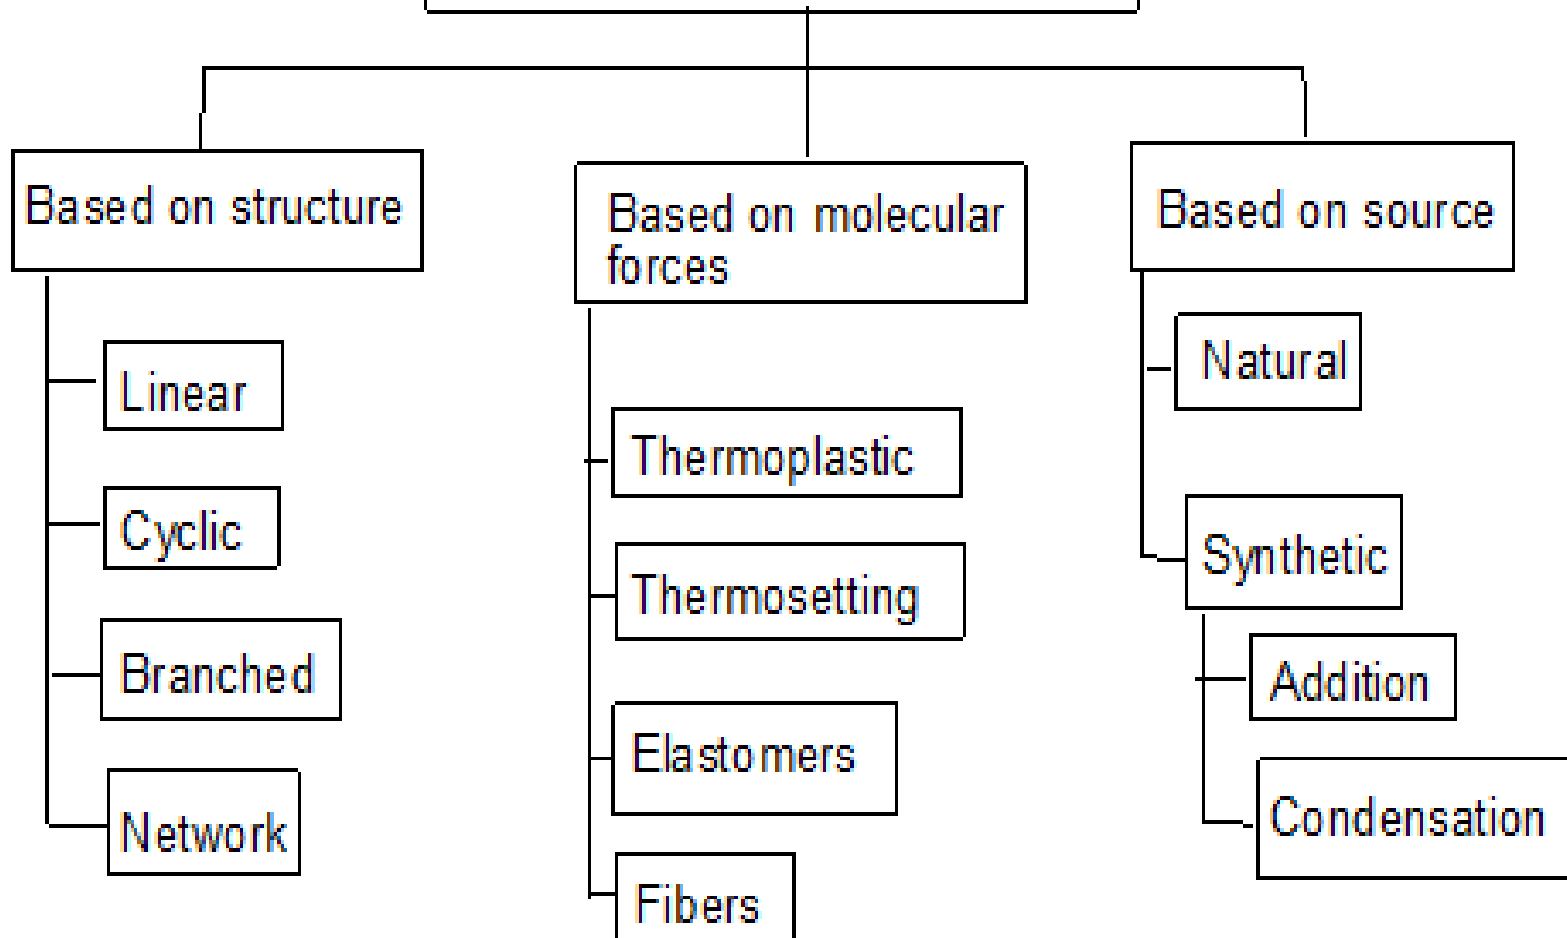 Based on structure
Linear
Cyclic
Branched
Network
Based on molecular
forces
Thermoplastic
Thermosetting
Elastomers
Fibers
Based on source
Natural
Synthetic
Addition
Condensation